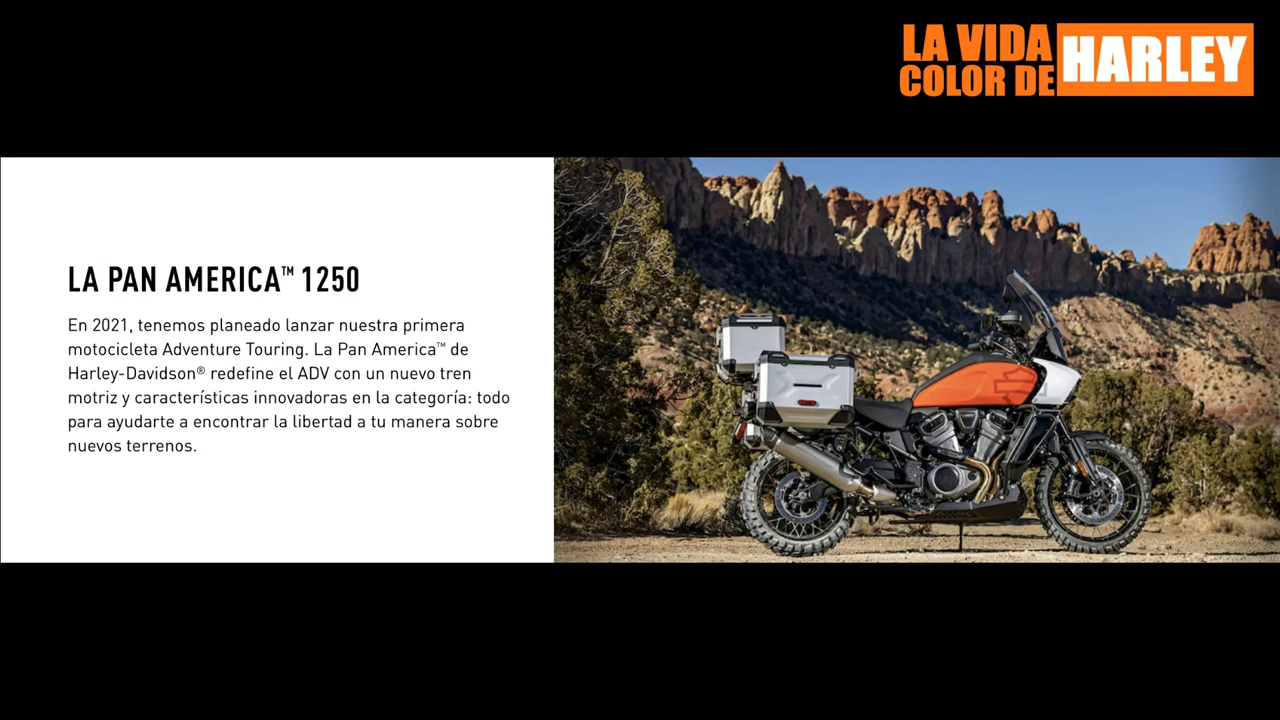 LA VIDA
COLOR DE HARLEY
LA PAN AMERICA™ 1250
En 2021, tenemos planeado lanzar nuestra primera
motocicleta Adventure Touring. La Pan America™ de
Harley-Davidson® redefine el ADV con un nuevo tren
motriz y características innovadoras en la categoría: todo
para ayudarte a encontrar la libertad a tu manera sobre
nuevos terrenos.